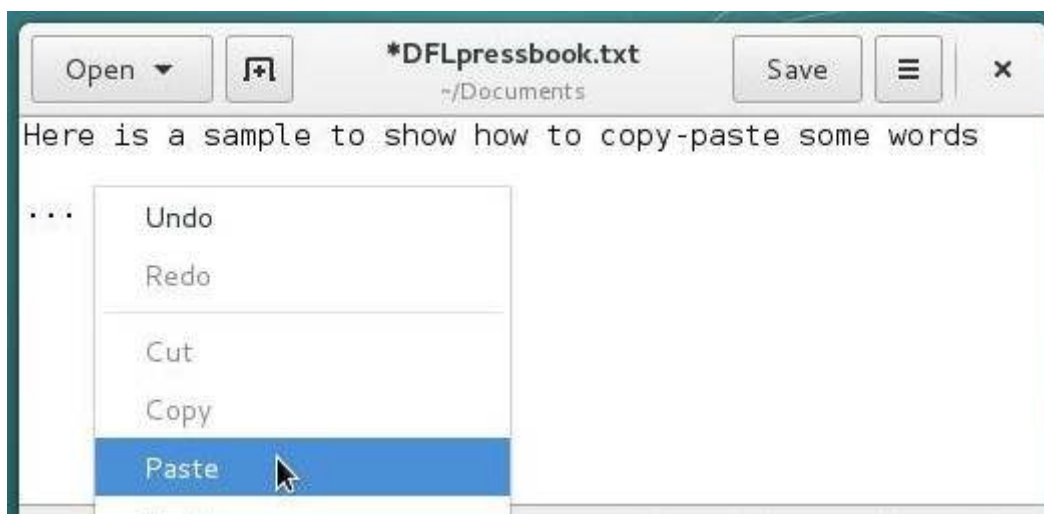 Open
*DFLpressbook.txt
~/Documents
Save
Here is a sample to show how to copy-paste some words
...
Undo
Redo
Cut
Copy
Paste